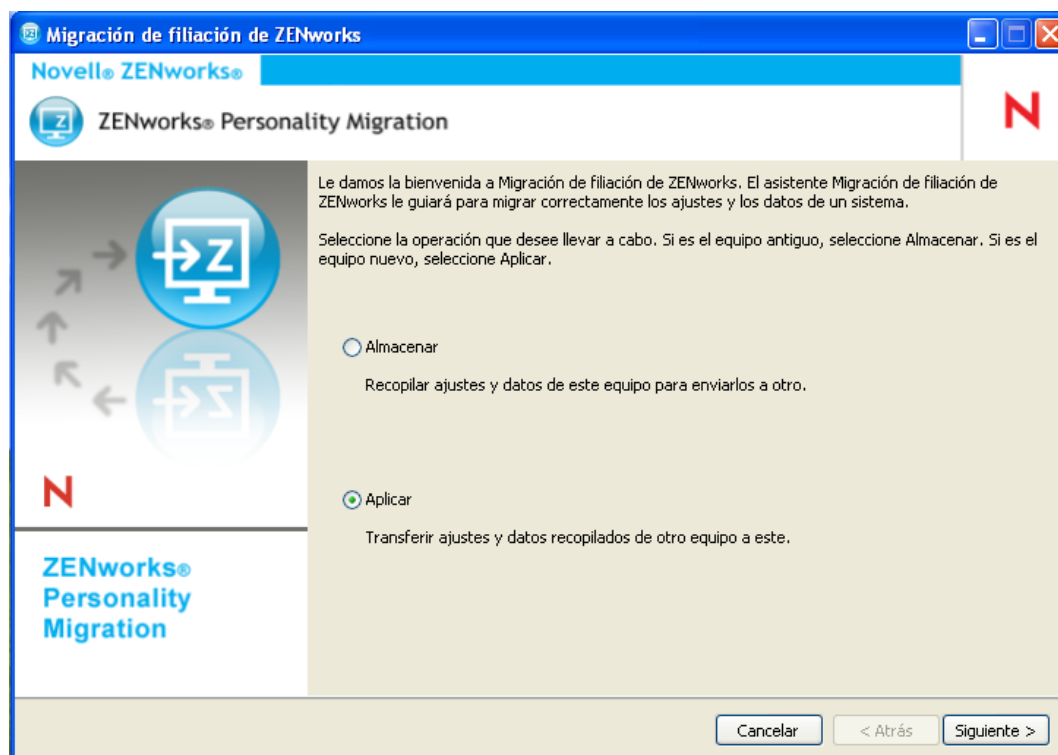 Migración de filiación de ZENworks
Novell® ZENworks®
ZENworks® Personality Migration
N
Z
Z
Le damos la bienvenida a Migración de filiación de ZENworks. El asistente Migración de filiación de
ZENworks le guiará para migrar correctamente los ajustes y los datos de un sistema.
Seleccione la operación que desee llevar a cabo. Si es el equipo antiguo, seleccione Almacenar. Si es el
equipo nuevo, seleccione Aplicar.
Almacenar
Recopilar ajustes y datos de este equipo para enviarlos a otro.
N
Aplicar
Transferir ajustes y datos recopilados de otro equipo a este.
ZENworks®
Personality
Migration
Cancelar
< Atrás
Siguiente >